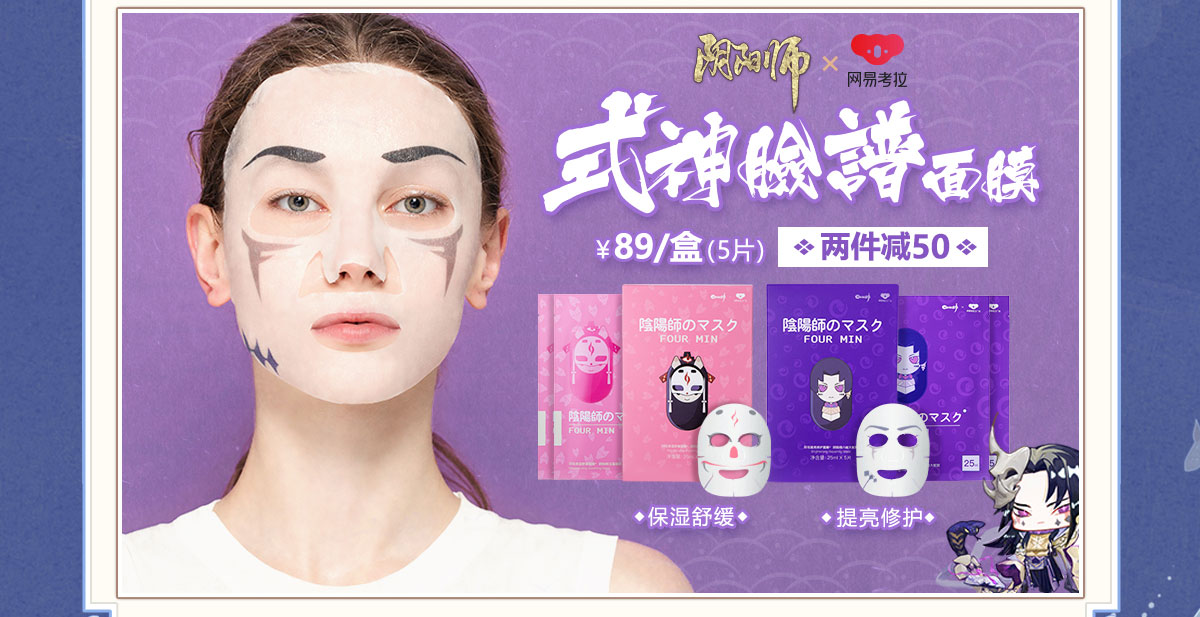 阴阳师 × 网易考拉
式神臉譜面膜
¥89/盒(5片) 两件减50
陰陽師のマスク
FOUR MIN
陰陽師のマスク
FOUR MIN
陰陽師のマ
FOUR MIN
のマスク
25
保湿舒缓
提亮修护